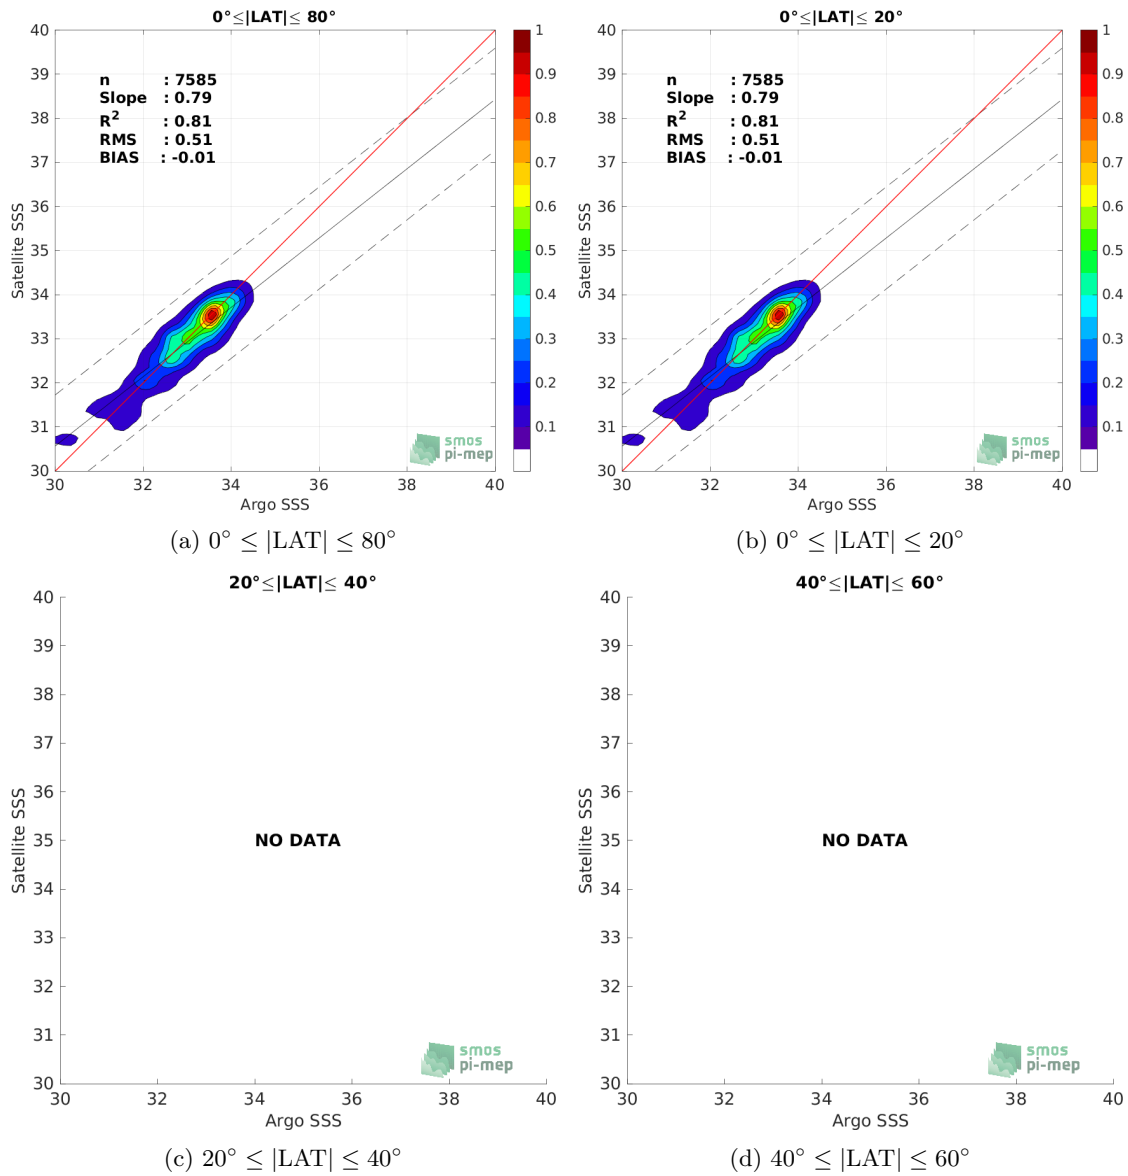 0°≤|LAT|≤ 80°
40
39
38
37
36
35
34
33
32
31
30
Satellite SSS
n : 7585
Slope : 0.79
R² : 0.81
RMS : 0.51
BIAS : -0.01
smos
pi-mep
30 32 34 36 38 40
Argo SSS
1
0.9
0.8
0.7
0.6
0.5
0.4
0.3
0.2
0.1
(a) 0° ≤ |LAT| ≤ 80°
0°≤|LAT|≤ 20°
40
39
38
37
36
35
34
33
32
31
30
Satellite SSS
n : 7585
Slope : 0.79
R² : 0.81
RMS : 0.51
BIAS : -0.01
smos
pi-mep
30 32 34 36 38 40
Argo SSS
1
0.9
0.8
0.7
0.6
0.5
0.4
0.3
0.2
0.1
(b) 0° ≤ |LAT| ≤ 20°
20°≤|LAT|≤ 40°
40
39
38
37
36
35
34
33
32
31
30
Satellite SSS
NO DATA
smos
pi-mep
30 32 34 36 38 40
Argo SSS
(c) 20° ≤ |LAT| ≤ 40°
40°≤|LAT|≤ 60°
40
39
38
37
36
35
34
33
32
31
30
Satellite SSS
NO DATA
smos
pi-mep
30 32 34 36 38 40
Argo SSS
(d) 40° ≤ |LAT| ≤ 60°